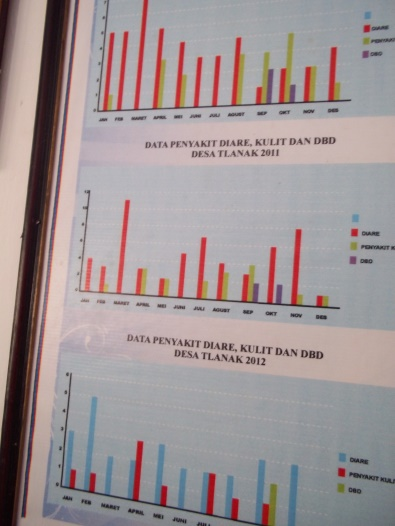 DIARE
PENYAKIT
DBD
JAN FEB MARET APRIL MEI JUNI JULI AGUST SEP OKT NOV DES
DATA PENYAKIT DIARE, KULIT DAN DBD
DESA TLANAK 2011
12
DIARE
PENYAKIT K
DBD
JAN FEB MARET APRIL MEI JUNI JULI AGUST SEP OKT NOV DES
DATA PENYAKIT DIARE, KULIT DAN DBD
DESA TLANAK 2012
DIARE
PENYAKIT KULI
DBD
JAN FEB MARET APRIL MEI JUNI